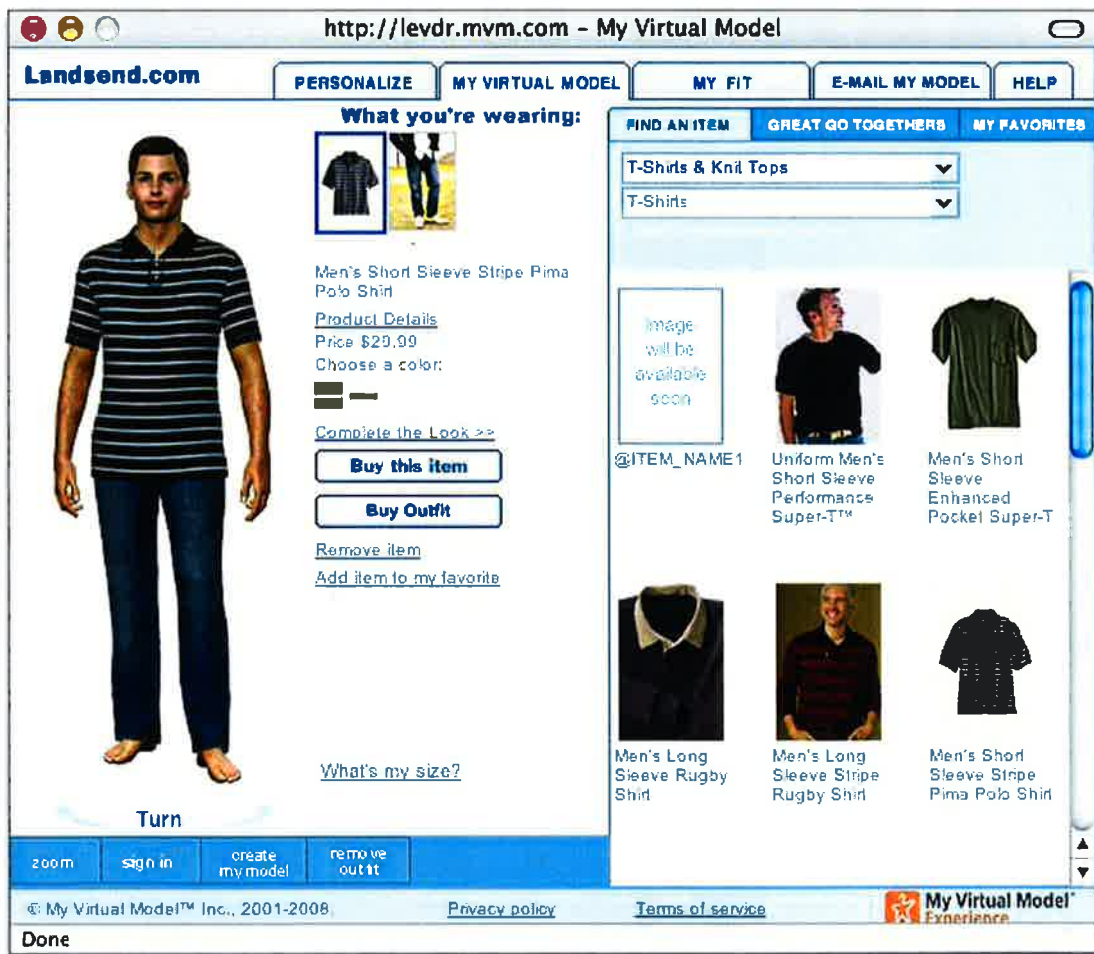 http://levdr.mvm.com – My Virtual Model
Landsend.com
PERSONALIZE
MY VIRTUAL MODEL
MY FIT
E-MAIL MY MODEL
HELP
What you're wearing:
Men's Short Sleeve Stripe Pima
Polo Shirt
Product Details
Price $29.99
Choose a color:
Complete the Look >>
Buy this item
Buy Outfit
Remove item
Add item to my favorite
What's my size?
Turn
zoom
sign in
create
my model
remove
outfit
FIND AN ITEM
GREAT GO TOGETHERS
MY FAVORITES
T-Shirts & Knit Tops
T-Shirts
Image
will be
available
soon
@ITEM_NAME1
Uniform Men's
Short Sleeve
Performance
Super-T™
Men's Short
Sleeve
Enhanced
Pocket Super-T
Men's Long
Sleeve Rugby
Shirt
Men's Long
Sleeve Stripe
Rugby Shirt
Men's Short
Sleeve Stripe
Pima Polo Shirt
© My Virtual Model™ Inc., 2001-2008
Privacy policy
Terms of service
My Virtual Model™
Experience
Done